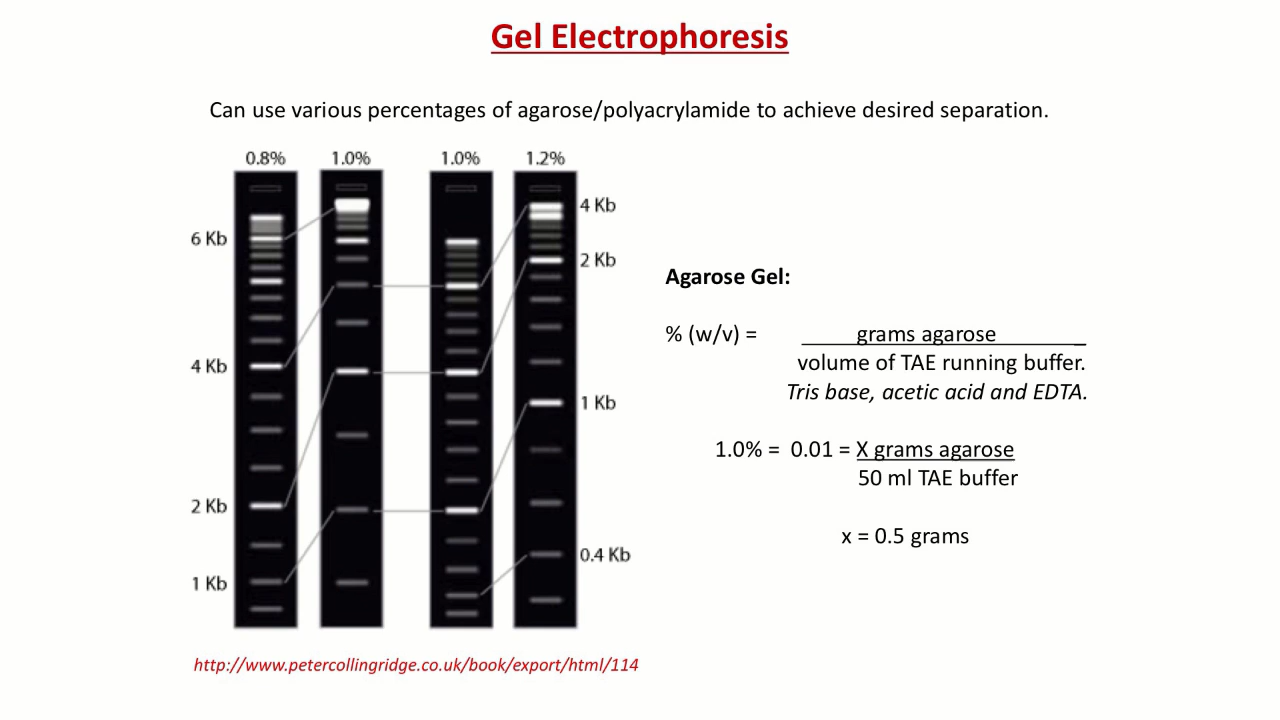 Gel Electrophoresis
Can use various percentages of agarose/polyacrylamide to achieve desired separation.
0.8% 1.0% 1.0% 1.2%
4 Kb
6 Kb
2 Kb
4 Kb
1 Kb
2 Kb
0.4 Kb
1 Kb
Agarose Gel:
% (w/v) = grams agarose _
volume of TAE running buffer.
Tris base, acetic acid and EDTA.
1.0% = 0.01 = X grams agarose
50 ml TAE buffer
x = 0.5 grams
http://www.petercollingridge.co.uk/book/export/html/114